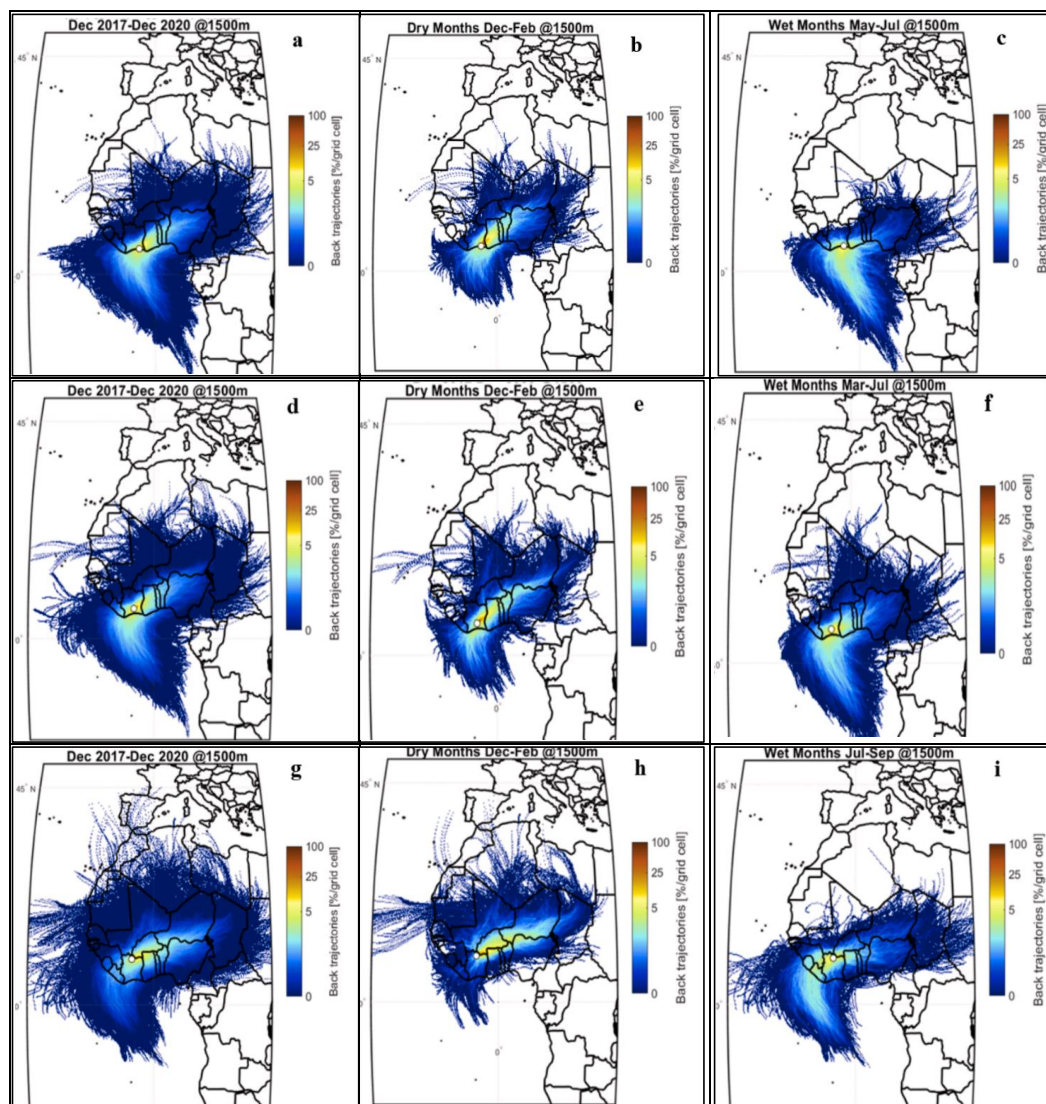 Dec 2017-Dec 2020 @1500m
a
45° N
0°
100
25
5
0
Back trajectories [%/grid cell]
Dry Months Dec-Feb @1500m
b
0°
100
25
5
0
Back trajectories [%/grid cell]
Wet Months May-Jul @1500m
c
45° N
0°
100
25
5
0
Back trajectories [%/grid cell]
Dec 2017-Dec 2020 @1500m
d
45° N
0°
100
25
5
0
Back trajectories [%/grid cell]
Dry Months Dec-Feb @1500m
e
0°
100
25
5
0
Back trajectories [%/grid cell]
Wet Months Mar-Jul @1500m
f
45° N
0°
100
25
5
0
Back trajectories [%/grid cell]
Dec 2017-Dec 2020 @1500m
g
45° N
0°
100
25
5
0
Back trajectories [%/grid cell]
Dry Months Dec-Feb @1500m
h
0°
100
25
5
0
Back trajectories [%/grid cell]
Wet Months Jul-Sep @1500m
i
45° N
0°
100
25
5
0
Back trajectories [%/grid cell]